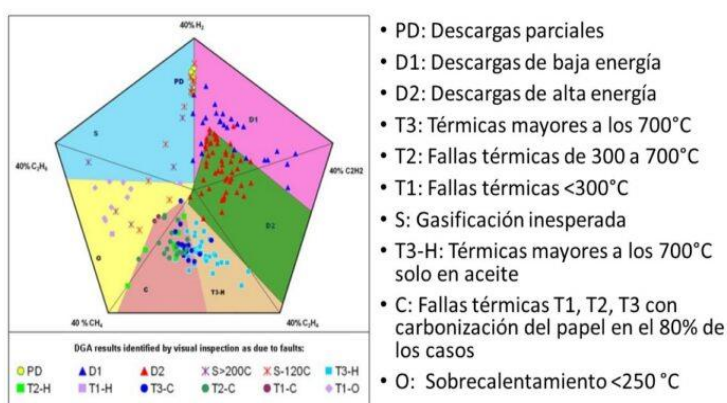 40% H₂
PD
D1
S
40% C₂H₆
40% C2H2
D2
O
C
T3-H
40 % CH₄
40% C₂H₄
DGA results identified by visual inspection as due to faults:
PD D1 D2 S>200C S-120C T3-H
T2-H T1-H T3-C T2-C T1-C T1-O
• PD: Descargas parciales
• D1: Descargas de baja energía
• D2: Descargas de alta energía
• T3: Térmicas mayores a los 700°C
• T2: Fallas térmicas de 300 a 700°C
• T1: Fallas térmicas <300°C
• S: Gasificación inesperada
• T3-H: Térmicas mayores a los 700°C
solo en aceite
• C: Fallas térmicas T1, T2, T3 con
carbonización del papel en el 80% de
los casos
• O: Sobrecalentamiento <250 °C